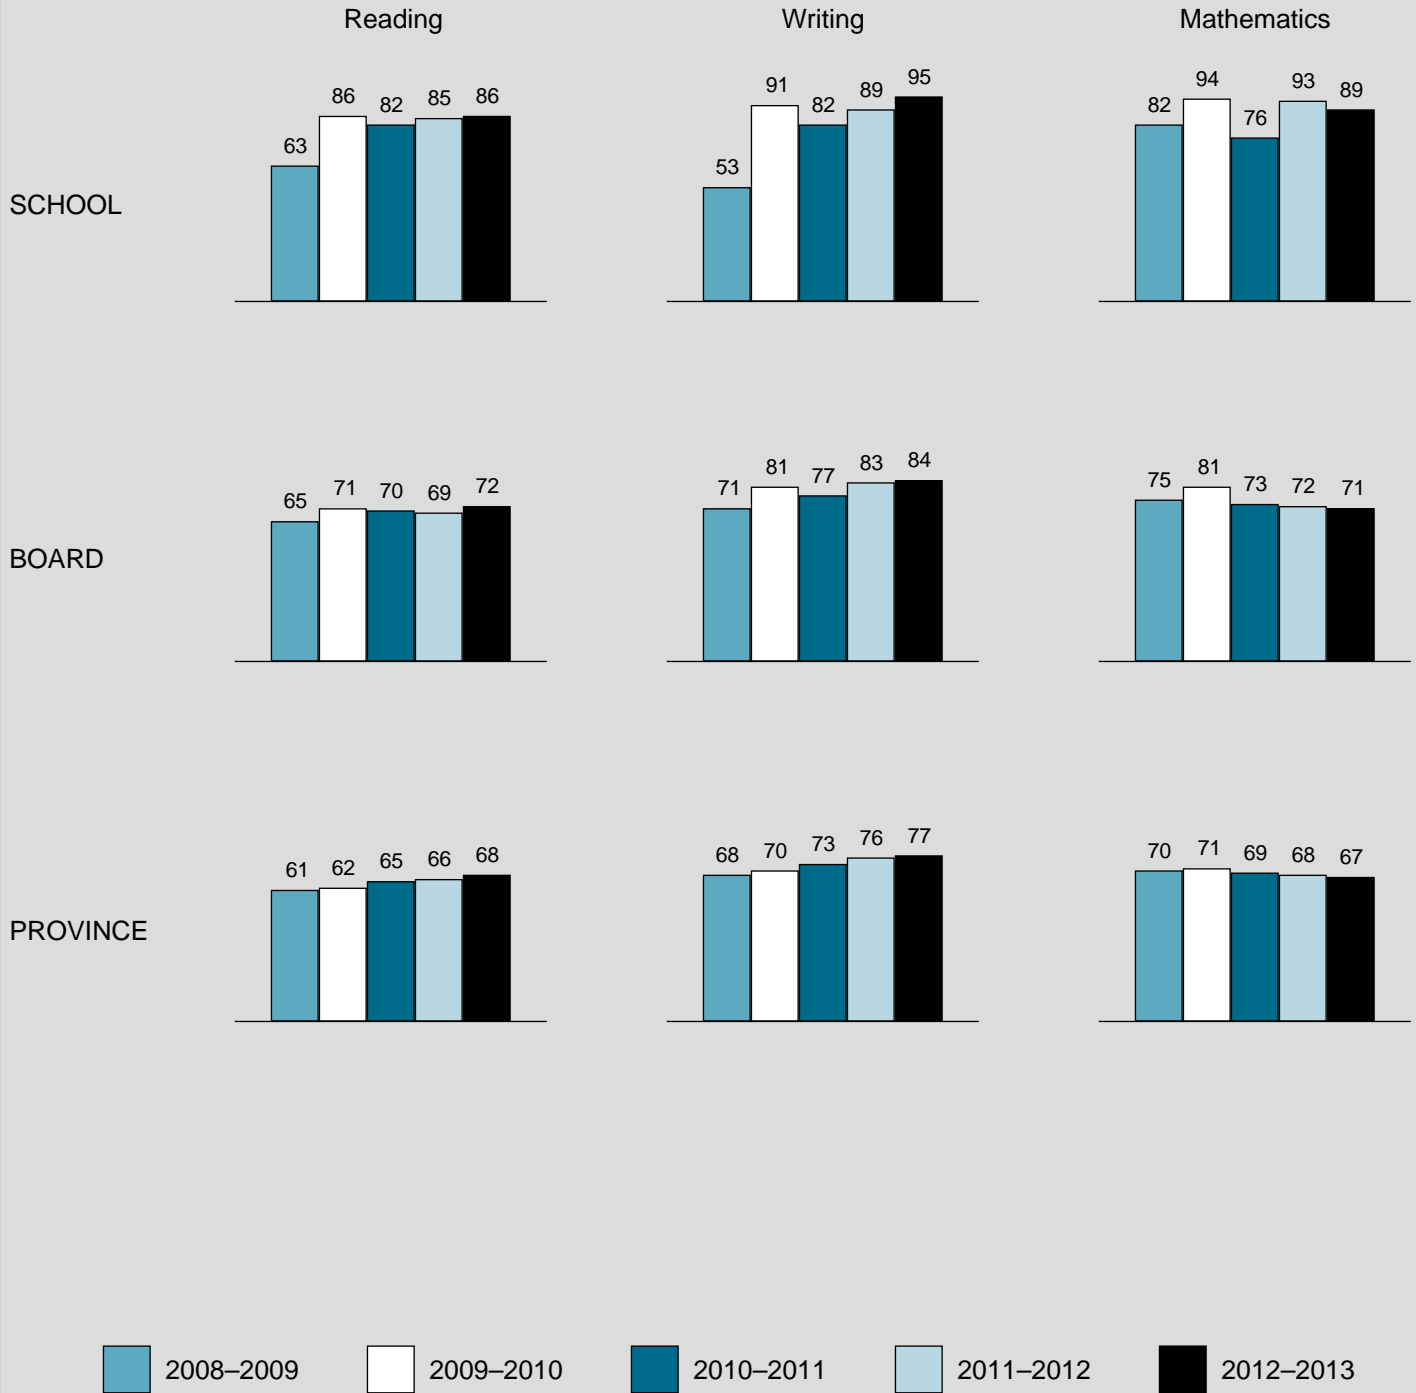 Reading Writing Mathematics
SCHOOL
63 86 82 85 86
53 91 82 89 95
82 94 76 93 89
BOARD
65 71 70 69 72
71 81 77 83 84
75 81 73 72 71
PROVINCE
61 62 65 66 68
68 70 73 76 77
70 71 69 68 67
2008–2009 2009–2010 2010–2011 2011–2012 2012–2013